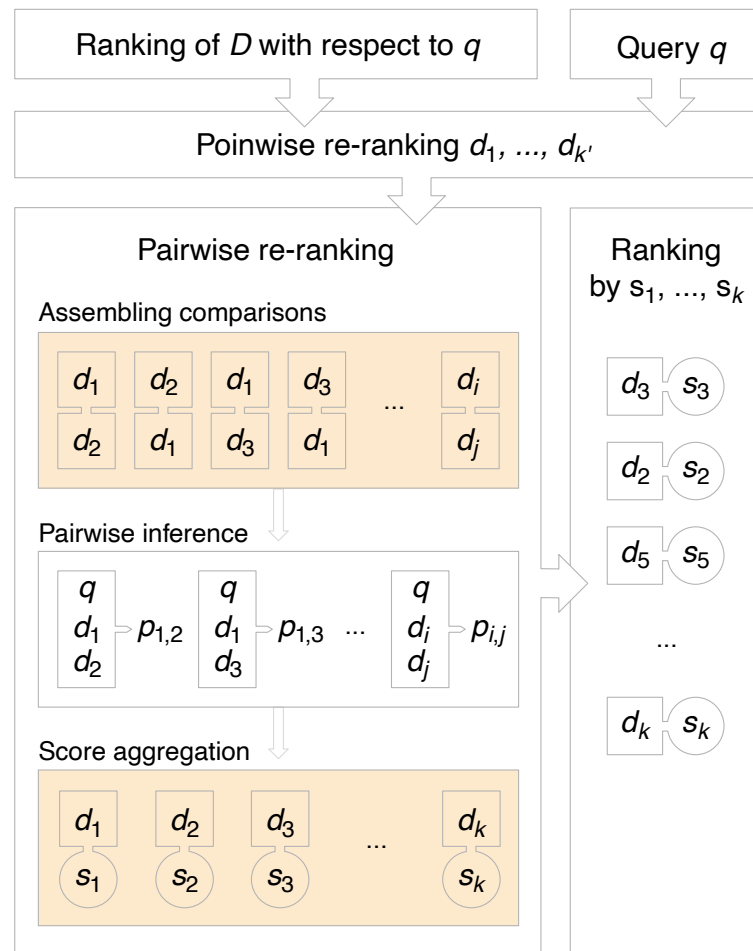 Ranking of D with respect to q
Query q
Poinwise re-ranking d1, ..., dk'
Pairwise re-ranking
Assembling comparisons
d1 d2 d1 d3 ... di
d2 d1 d3 d1 dj
Pairwise inference
q q q
d1 p1,2 d1 p1,3 ... di pi,j
d2 d3 dj
Score aggregation
d1 d2 d3 ... dk
s1 s2 s3 sk
Ranking
by s1, ..., sk
d3 s3
d2 s2
d5 s5
...
dk sk